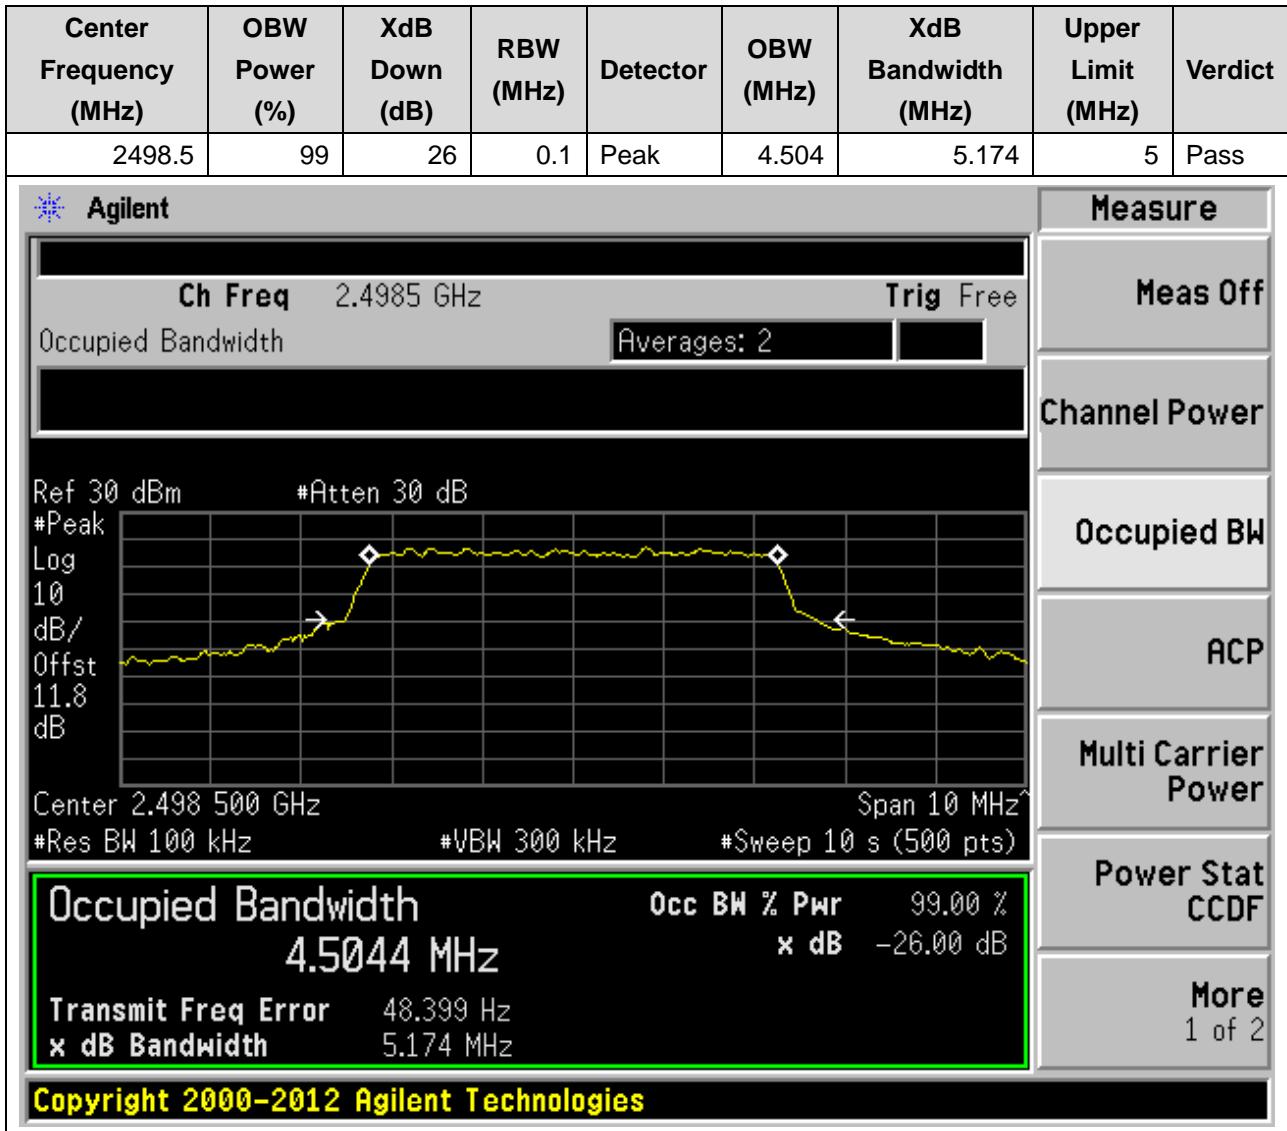 Center Frequency (MHz) OBW Power (%) XdB Down (dB) RBW (MHz) Detector OBW (MHz) XdB Bandwidth (MHz) Upper Limit (MHz) Verdict
2498.5 99 26 0.1 Peak 4.504 5.174 5 Pass
Agilent
Measure
Ch Freq 2.4985 GHz Trig Free
Occupied Bandwidth Averages: 2
Meas Off
Channel Power
Occupied BW
ACP
Multi Carrier
Power
Power Stat
CCDF
More
1 of 2
Ref 30 dBm #Atten 30 dB
#Peak
Log
10
dB/
Offst
11.8
dB
Center 2.498 500 GHz Span 10 MHz^
#Res BW 100 kHz #VBW 300 kHz #Sweep 10 s (500 pts)
Occupied Bandwidth Occ BW % Pwr 99.00 %
4.5044 MHz x dB -26.00 dB
Transmit Freq Error 48.399 Hz
x dB Bandwidth 5.174 MHz
Copyright 2000-2012 Agilent Technologies